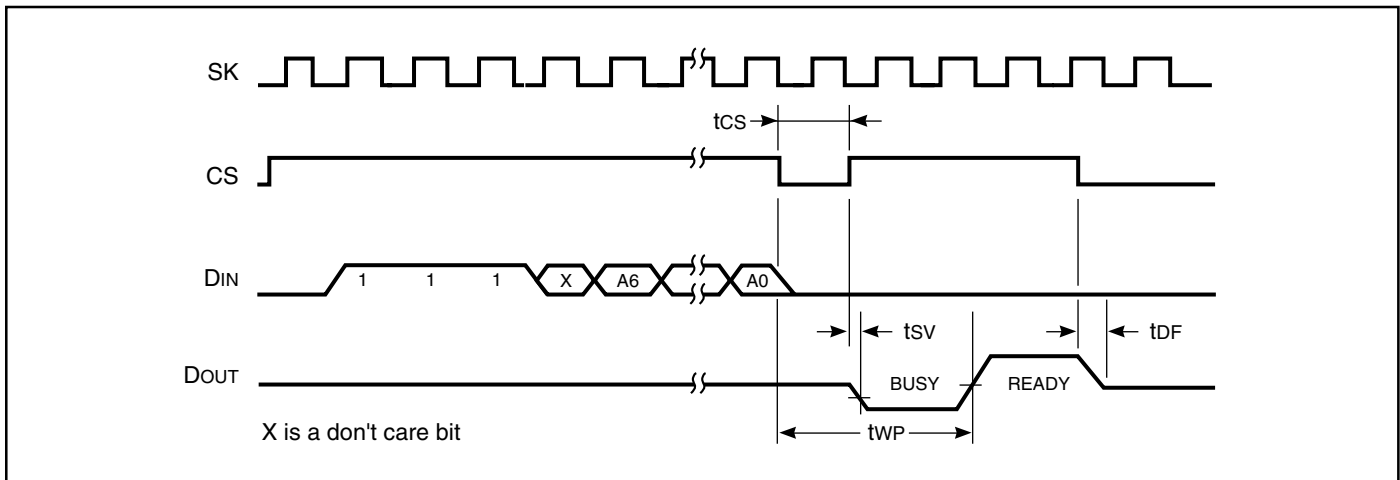 SK
tCS
CS
DIN
1 1 1 X A6 A0
tSV
tDF
DOUT
BUSY READY
tWP
X is a don't care bit